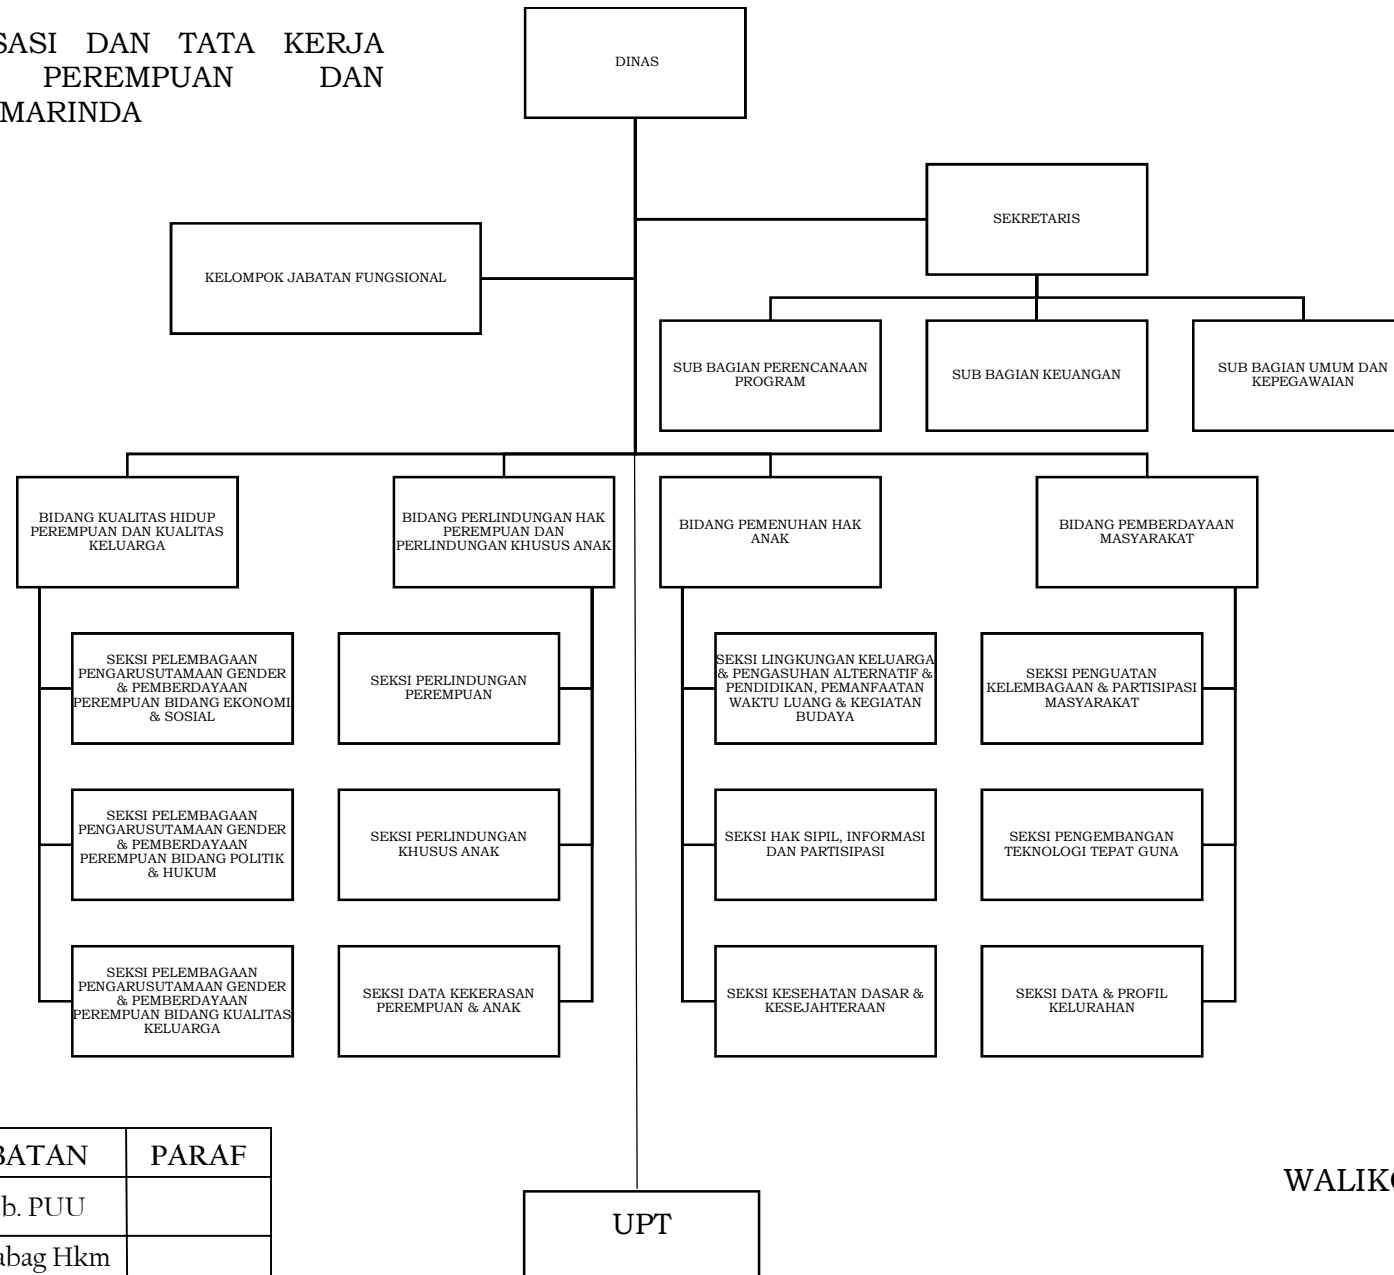 SASI DAN TATA KERJA
PEREMPUAN DAN
MARINDA
DINAS
SEKRETARIS
KELOMPOK JABATAN FUNGSIONAL
SUB BAGIAN PERENCANAAN
PROGRAM
SUB BAGIAN KEUANGAN
SUB BAGIAN UMUM DAN
KEPEGAWAIAN
BIDANG KUALITAS HIDUP
PEREMPUAN DAN KUALITAS
KELUARGA
BIDANG PERLINDUNGAN HAK
PEREMPUAN DAN
PERLINDUNGAN KHUSUS ANAK
BIDANG PEMENUHAN HAK
ANAK
BIDANG PEMBERDAYAAN
MASYARAKAT
SEKSI PELEMBAGAAN
PENGARUSUTAMAAN GENDER
& PEMBERDAYAAN
PEREMPUAN BIDANG EKONOMI
& SOSIAL
SEKSI PERLINDUNGAN
PEREMPUAN
SEKSI LINGKUNGAN KELUARGA
& PENGASUHAN ALTERNATIF &
PENDIDIKAN, PEMANFAATAN
WAKTU LUANG & KEGIATAN
BUDAYA
SEKSI PENGUATAN
KELEMBAGAAN & PARTISIPASI
MASYARAKAT
SEKSI PELEMBAGAAN
PENGARUSUTAMAAN GENDER
& PEMBERDAYAAN
PEREMPUAN BIDANG POLITIK
& HUKUM
SEKSI PERLINDUNGAN
KHUSUS ANAK
SEKSI HAK SIPIL, INFORMASI
DAN PARTISIPASI
SEKSI PENGEMBANGAN
TEKNOLOGI TEPAT GUNA
SEKSI PELEMBAGAAN
PENGARUSUTAMAAN GENDER
& PEMBERDAYAAN
PEREMPUAN BIDANG KUALITAS
KELUARGA
SEKSI DATA KEKERASAN
PEREMPUAN & ANAK
SEKSI KESEHATAN DASAR &
KESEJAHTERAAN
SEKSI DATA & PROFIL
KELURAHAN
BATAN PARAF
b. PUU
abag Hkm
UPT
WALIK